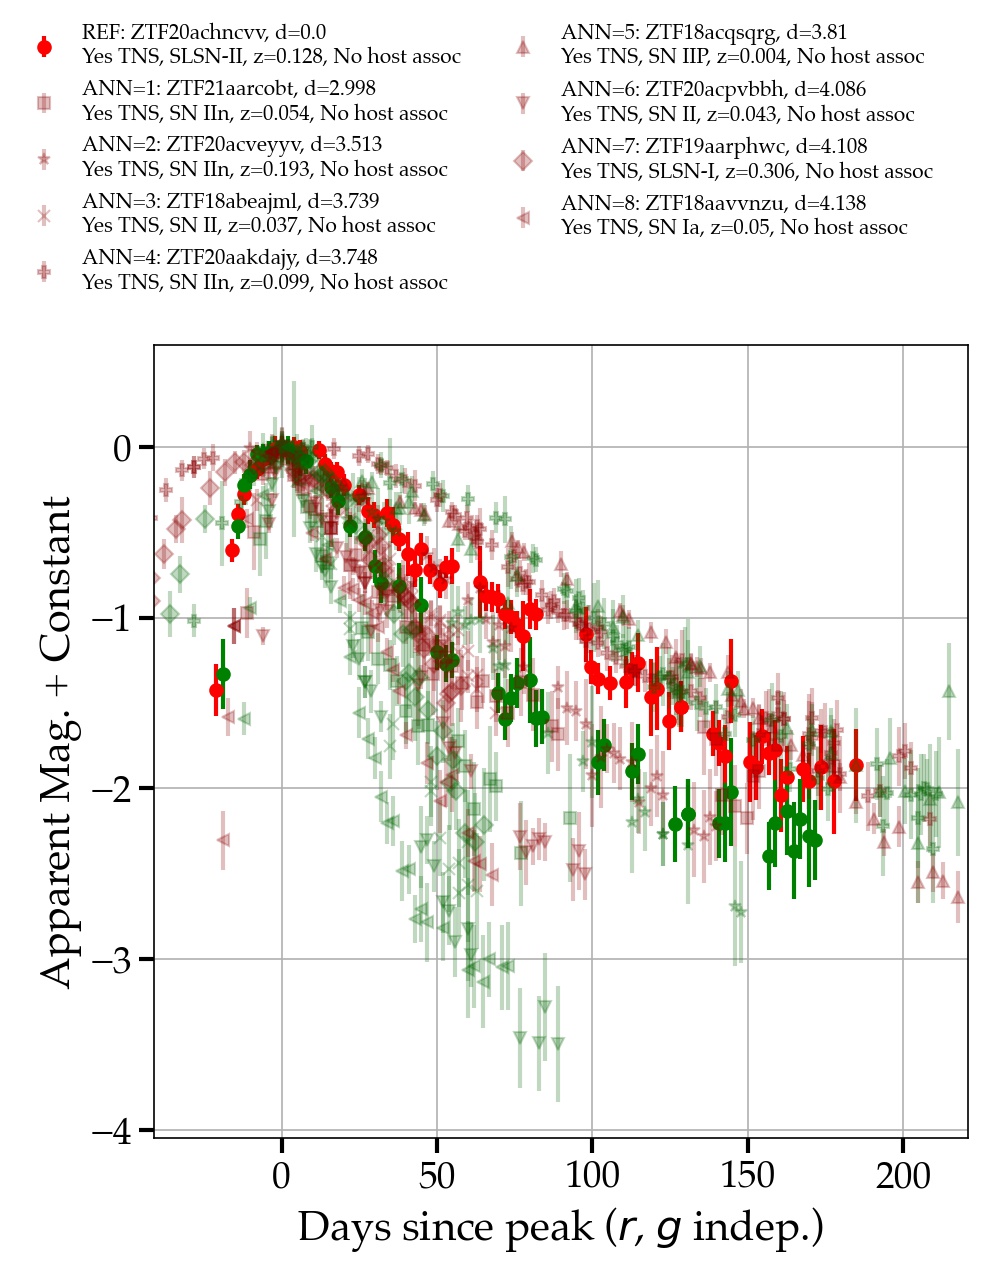 REF: ZTF20achncvv, d=0.0
Yes TNS, SLSN-II, z=0.128, No host assoc
ANN=1: ZTF21aarcobt, d=2.998
Yes TNS, SN IIn, z=0.054, No host assoc
ANN=2: ZTF20acveyyv, d=3.513
Yes TNS, SN IIn, z=0.193, No host assoc
ANN=3: ZTF18abeajml, d=3.739
Yes TNS, SN II, z=0.037, No host assoc
ANN=4: ZTF20aakdajy, d=3.748
Yes TNS, SN IIn, z=0.099, No host assoc
ANN=5: ZTF18acqsqrg, d=3.81
Yes TNS, SN IIP, z=0.004, No host assoc
ANN=6: ZTF20acpvbbh, d=4.086
Yes TNS, SN II, z=0.043, No host assoc
ANN=7: ZTF19aarphwc, d=4.108
Yes TNS, SLSN-I, z=0.306, No host assoc
ANN=8: ZTF18aavvnzu, d=4.138
Yes TNS, SN Ia, z=0.05, No host assoc
Apparent Mag. + Constant
0
−1
−2
−3
−4
0 50 100 150 200
Days since peak (r, g indep.)